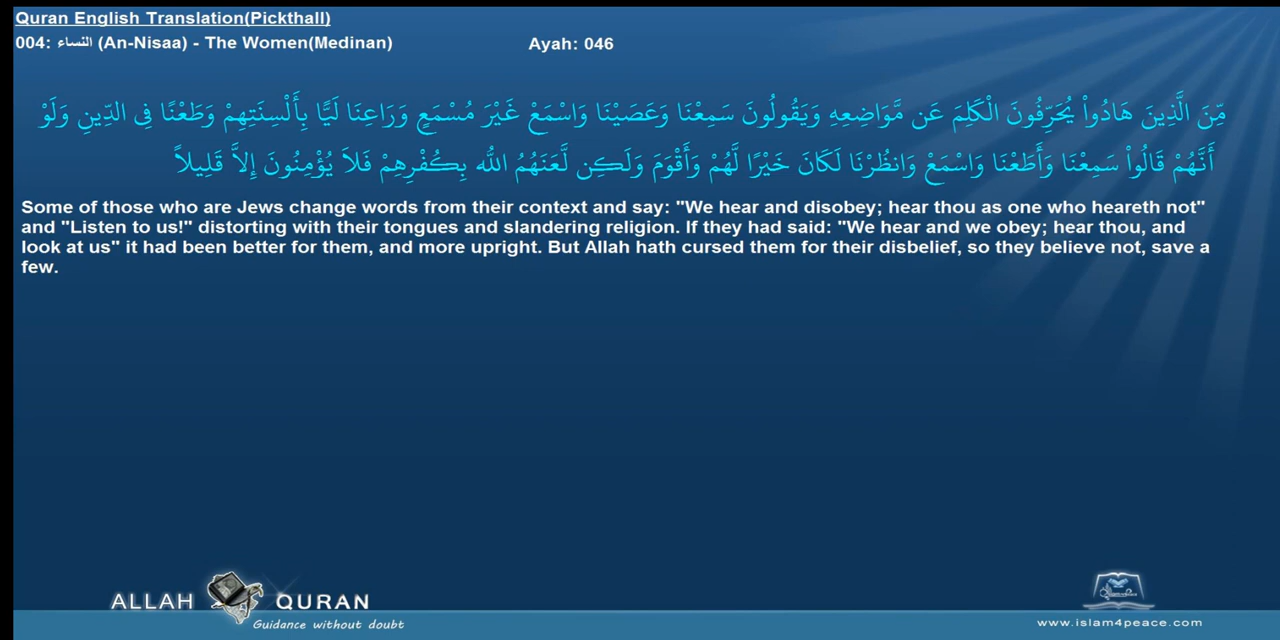 Quran English Translation(Pickthall)
004: النساء (An-Nisaa) - The Women(Medinan) Ayah: 046
مِّنَ الَّذِينَ هَادُواْ يُحَرِّفُونَ الْكَلِمَ عَن مَّوَاضِعِهِ وَيَقُولُونَ سَمِعْنَا وَعَصَيْنَا وَاسْمَعْ غَيْرَ مُسْمَعٍ وَرَاعِنَا لَيًّا بِأَلْسِنَتِهِمْ وَطَعْنًا فِي الدِّينِ وَلَوْ
أَنَّهُمْ قَالُواْ سَمِعْنَا وَأَطَعْنَا وَاسْمَعْ وَانظُرْنَا لَكَانَ خَيْرًا لَّهُمْ وَأَقْوَمَ وَلَكِن لَّعَنَهُمُ اللّه بِكُفْرِهِمْ فَلاَ يُؤْمِنُونَ إِلاَّ قَلِيلاً
Some of those who are Jews change words from their context and say: "We hear and disobey; hear thou as one who heareth not"
and "Listen to us!" distorting with their tongues and slandering religion. If they had said: "We hear and we obey; hear thou, and
look at us" it had been better for them, and more upright. But Allah hath cursed them for their disbelief, so they believe not, save a
few.
ALLAH QURAN
Guidance without doubt
www.islam4peace.com